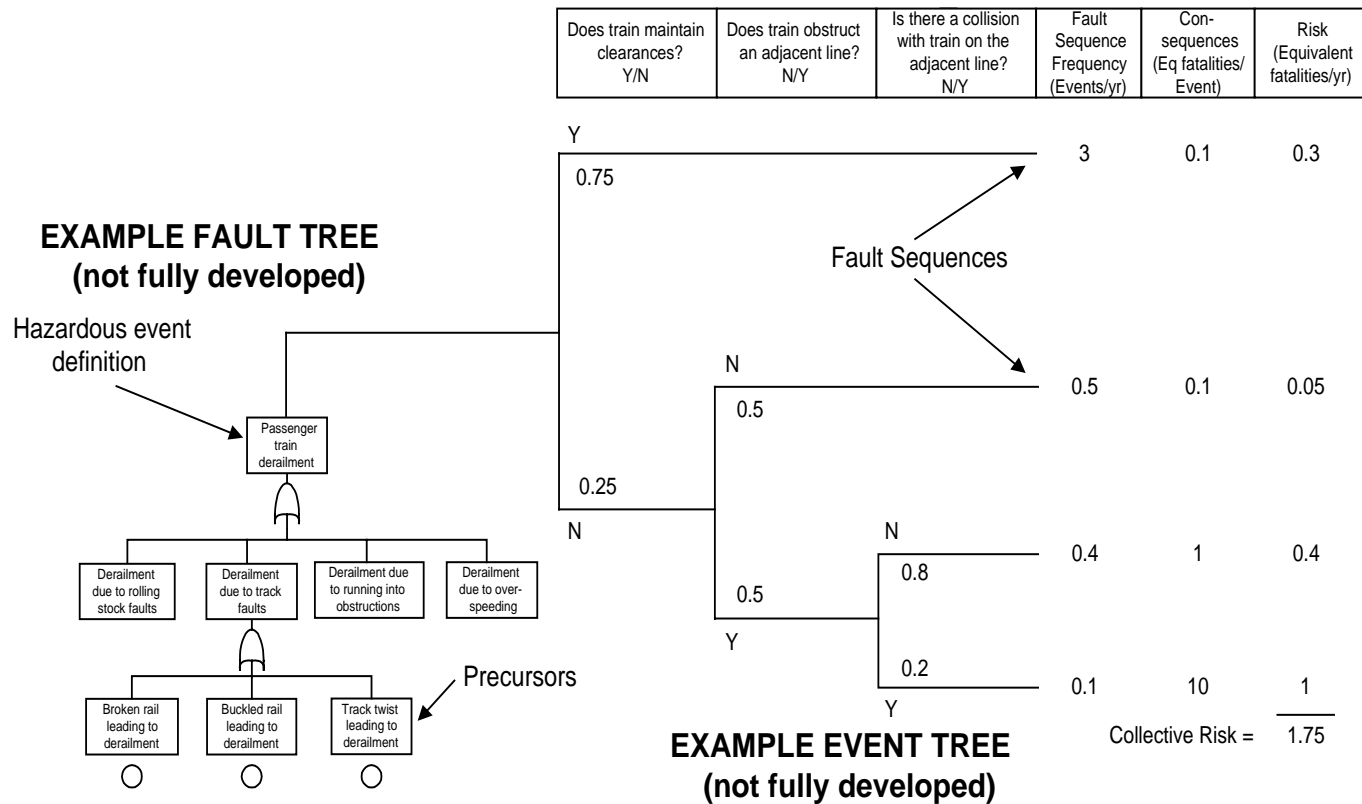 Does train maintain
clearances?
Y/N
Does train obstruct
an adjacent line?
N/Y
Is there a collision
with train on the
adjacent line?
N/Y
Fault
Sequence
Frequency
(Events/yr)
Con-
sequences
(Eq fatalities/
Event)
Risk
(Equivalent
fatalities/yr)
Y
0.75
3
0.1
0.3
EXAMPLE FAULT TREE
(not fully developed)
Fault Sequences
Hazardous event
definition
N
0.5
0.5
0.1
0.05
Passenger
train
derailment
0.25
N
Derailment
due to rolling
stock faults
Derailment
due to track
faults
Derailment due
to running into
obstructions
Derailment
due to over-
speeding
0.5
Y
N
0.8
0.4
1
0.4
Precursors
Broken rail
leading to
derailment
Buckled rail
leading to
derailment
Track twist
leading to
derailment
0.2
Y
0.1
10
1
Collective Risk =
1.75
EXAMPLE EVENT TREE
(not fully developed)